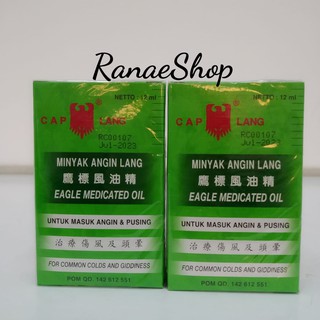 RanaeShop
NETTO : 12 ml
CAP LANG
RC00107
Jul-2023
MINYAK ANGIN LANG
鷹標風油精
EAGLE MEDICATED OIL
UNTUK MASUK ANGIN & PUSING
治療傷風及頭暈
FOR COMMON COLDS AND GIDDINESS
POM QD. 142 612 551
NETTO : 12 ml
CAP LANG
RC00107
Jul-2023
MINYAK ANGIN LANG
鷹標風油精
EAGLE MEDICATED OIL
UNTUK MASUK ANGIN & PUSING
治療傷風及頭暈
FOR COMMON COLDS AND GIDDINESS
POM QD. 142 612 551